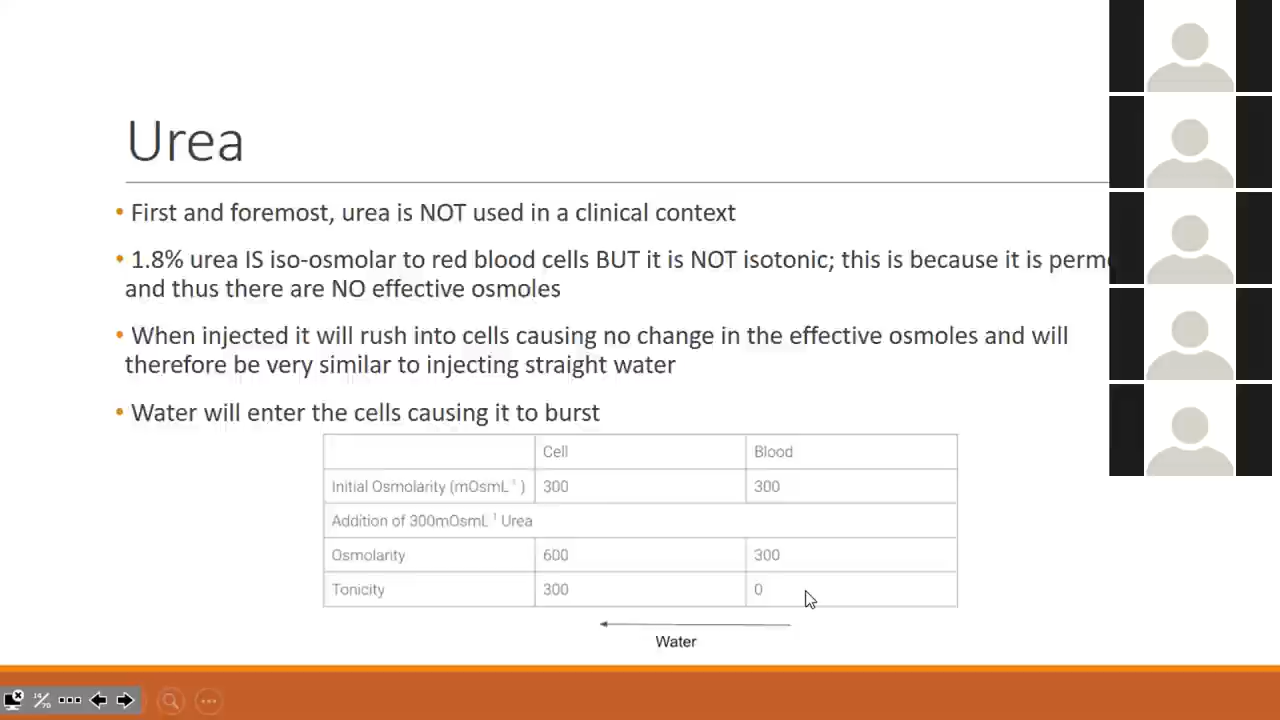 Urea
• First and foremost, urea is NOT used in a clinical context
• 1.8% urea IS iso-osmolar to red blood cells BUT it is NOT isotonic; this is because it is
and thus there are NO effective osmoles
• When injected it will rush into cells causing no change in the effective osmoles and will
therefore be very similar to injecting straight water
• Water will enter the cells causing it to burst
Cell Blood
Initial Osmolarity (mOsmL⁻¹) 300 300
Addition of 300mOsmL⁻¹ Urea
Osmolarity 600 300
Tonicity 300 0
Water